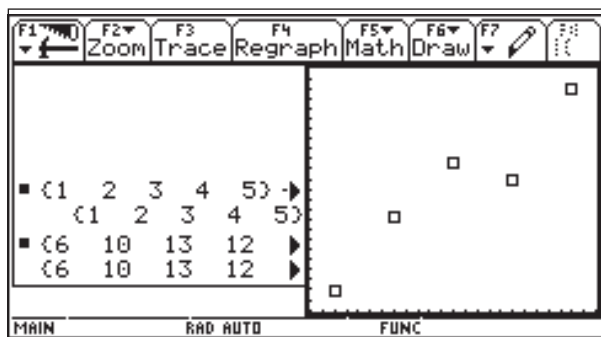 F1 F2 F3 F4 F5 F6 F7
Zoom Trace Regraph Math Draw
{1 2 3 4 5} →
{1 2 3 4 5}
{6 10 13 12
{6 10 13 12
MAIN RAD AUTO FUNC